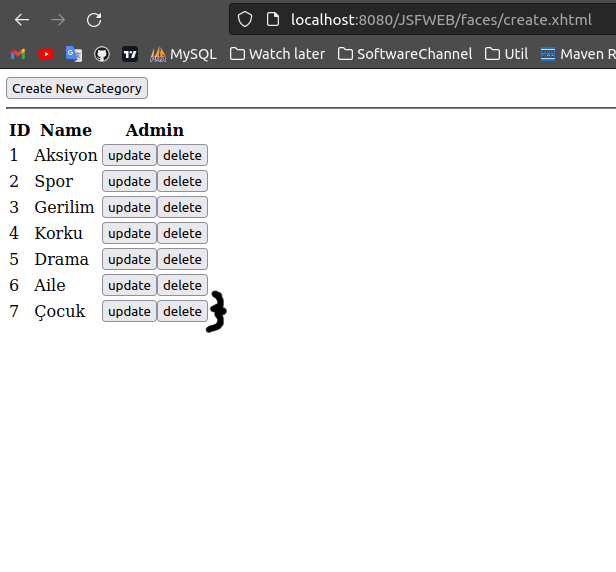 localhost:8080/JSFWEB/faces/create.xhtml
MySQL Watch later SoftwareChannel Util Maven R
Create New Category
ID Name Admin
1 Aksiyon update delete
2 Spor update delete
3 Gerilim update delete
4 Korku update delete
5 Drama update delete
6 Aile update delete
7 Çocuk update delete